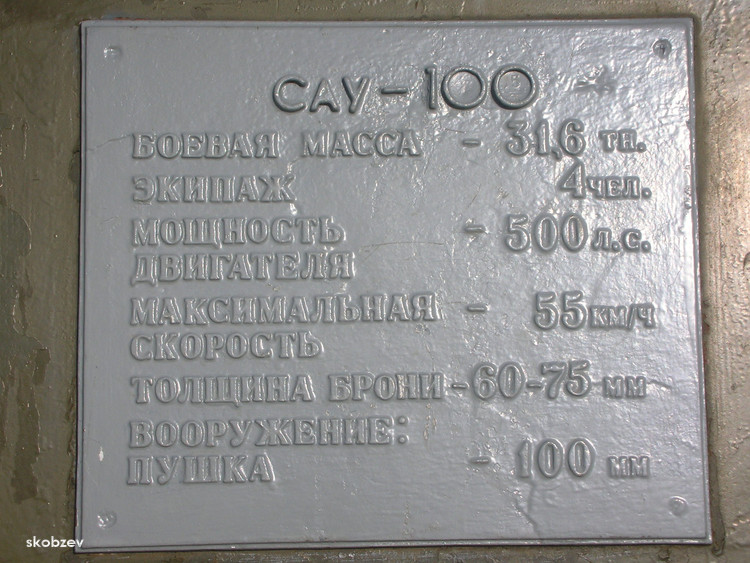 САУ-100
БОЕВАЯ МАССА - 31,6 тн.
ЭКИПАЖ 4 чел.
МОЩНОСТЬ - 500 л.с.
ДВИГАТЕЛЯ
МАКСИМАЛЬНАЯ - 55 км/ч
СКОРОСТЬ
ТОЛЩИНА БРОНИ - 60-75 мм
ВООРУЖЕНИЕ:
ПУШКА - 100 мм
skobzev